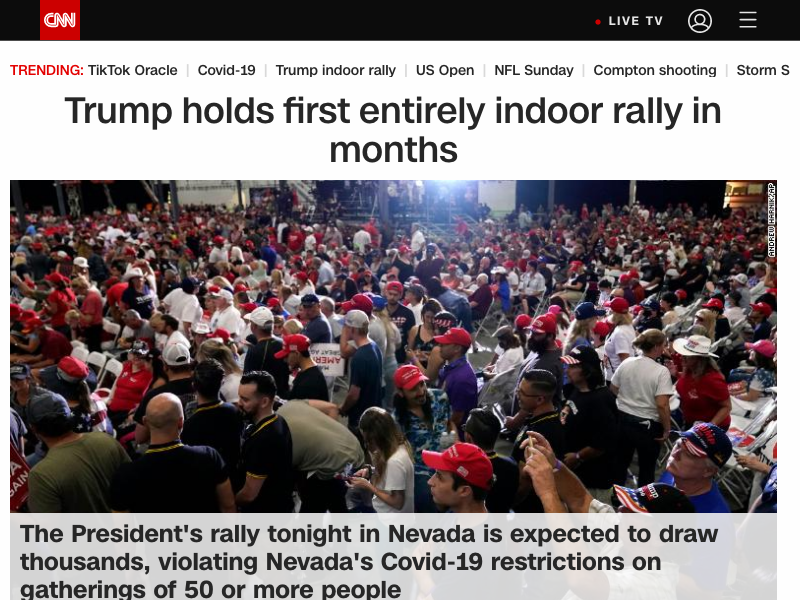 CNN
LIVE TV
TRENDING: TikTok Oracle | Covid-19 | Trump indoor rally | US Open | NFL Sunday | Compton shooting | Storm S
Trump holds first entirely indoor rally in
months
ANDREW HARNIK/AP
The President's rally tonight in Nevada is expected to draw
thousands, violating Nevada's Covid-19 restrictions on
gatherings of 50 or more people